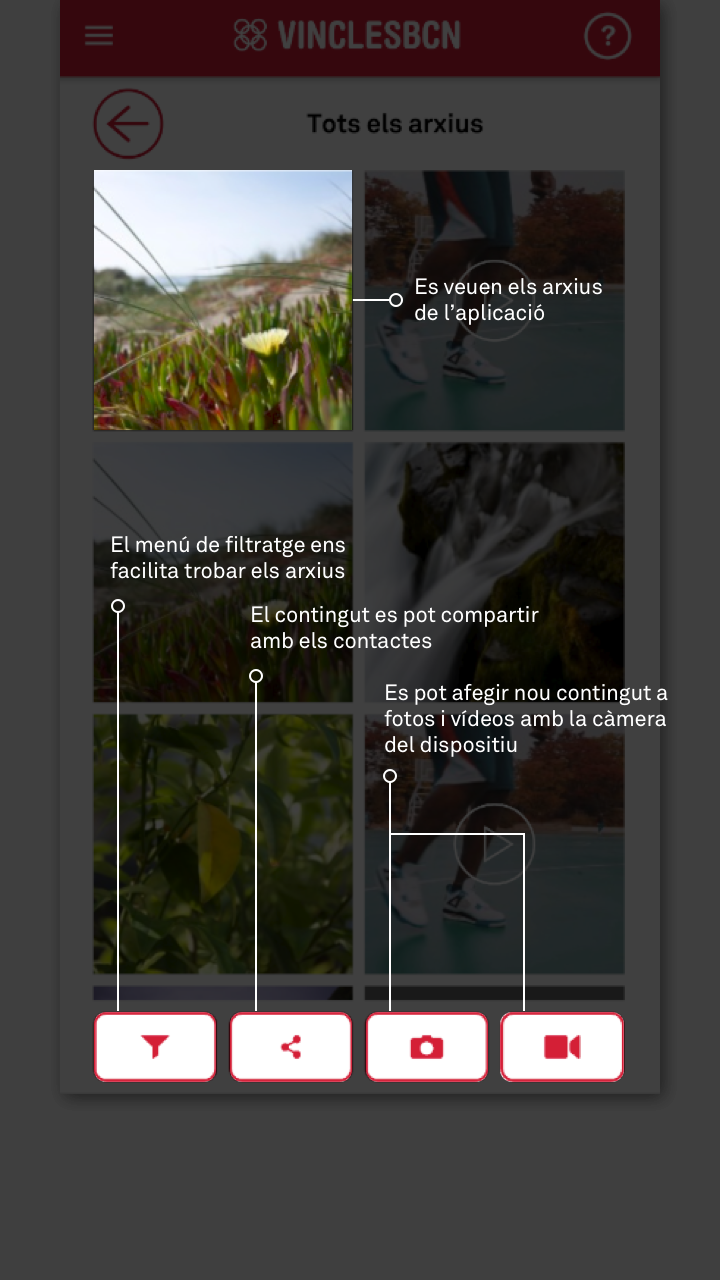 VINCLESBCN
?
Tots els arxius
Es veuen els arxius
de l'aplicació
El menú de filtratge ens
facilita trobar els arxius
El contingut es pot compartir
amb els contactes
Es pot afegir nou contingut a
fotos i vídeos amb la càmera
del dispositiu